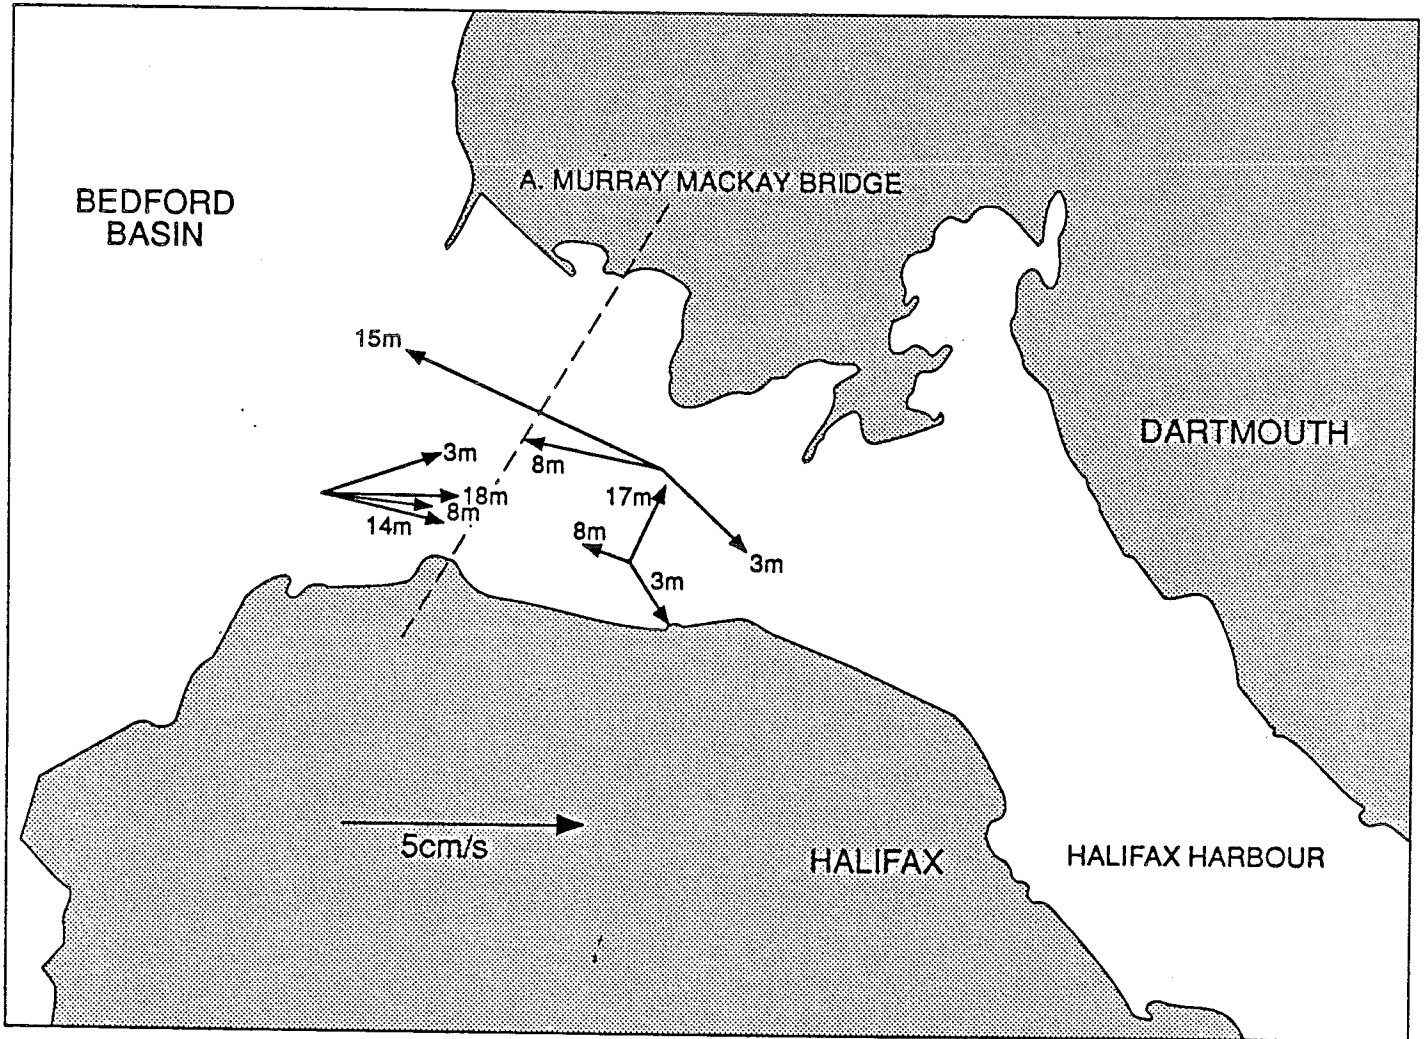 A. MURRAY MACKAY BRIDGE
BEDFORD
BASIN
15m
DARTMOUTH
3m
8m
18m
17m
8m
14m
8m
3m
3m
5cm/s
HALIFAX
HALIFAX HARBOUR